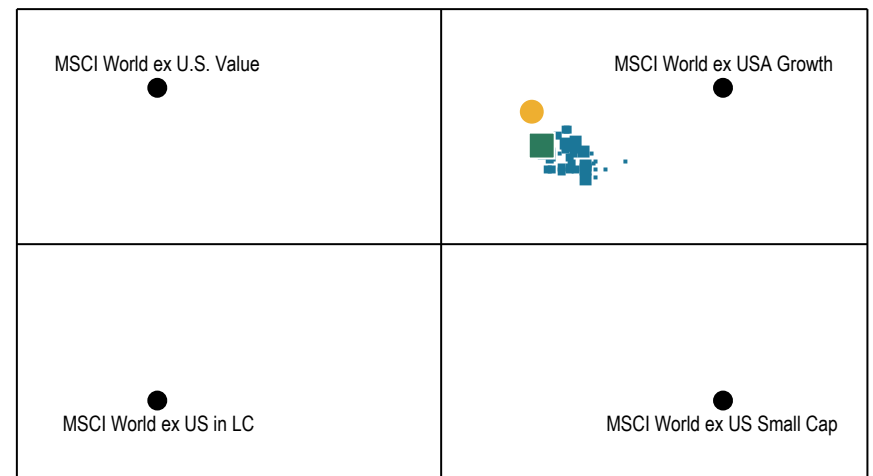 MSCI World ex U.S. Value
MSCI World ex USA Growth
MSCI World ex US in LC
MSCI World ex US Small Cap